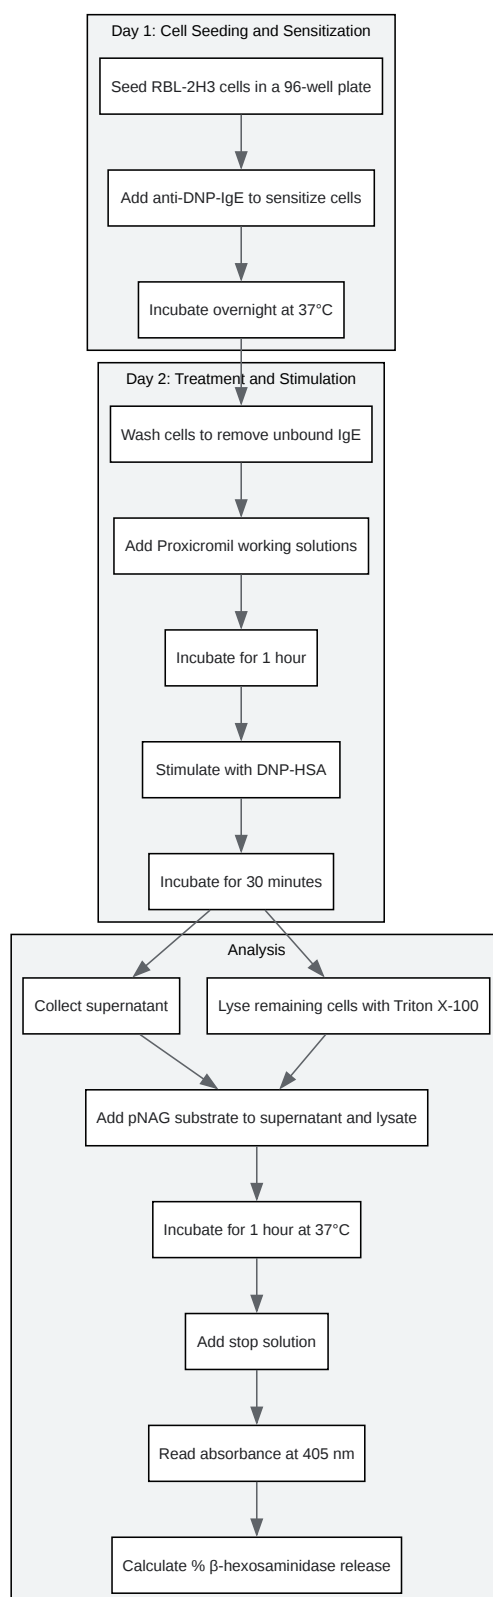 Day 1: Cell Seeding and Sensitization
Seed RBL-2H3 cells in a 96-well plate
Add anti-DNP-IgE to sensitize cells
Incubate overnight at 37°C
Day 2: Treatment and Stimulation
Wash cells to remove unbound IgE
Add Proxicromil working solutions
Incubate for 1 hour
Stimulate with DNP-HSA
Incubate for 30 minutes
Analysis
Collect supernatant
Lyse remaining cells with Triton X-100
Add pNAG substrate to supernatant and lysate
Incubate for 1 hour at 37°C
Add stop solution
Read absorbance at 405 nm
Calculate % β-hexosaminidase release